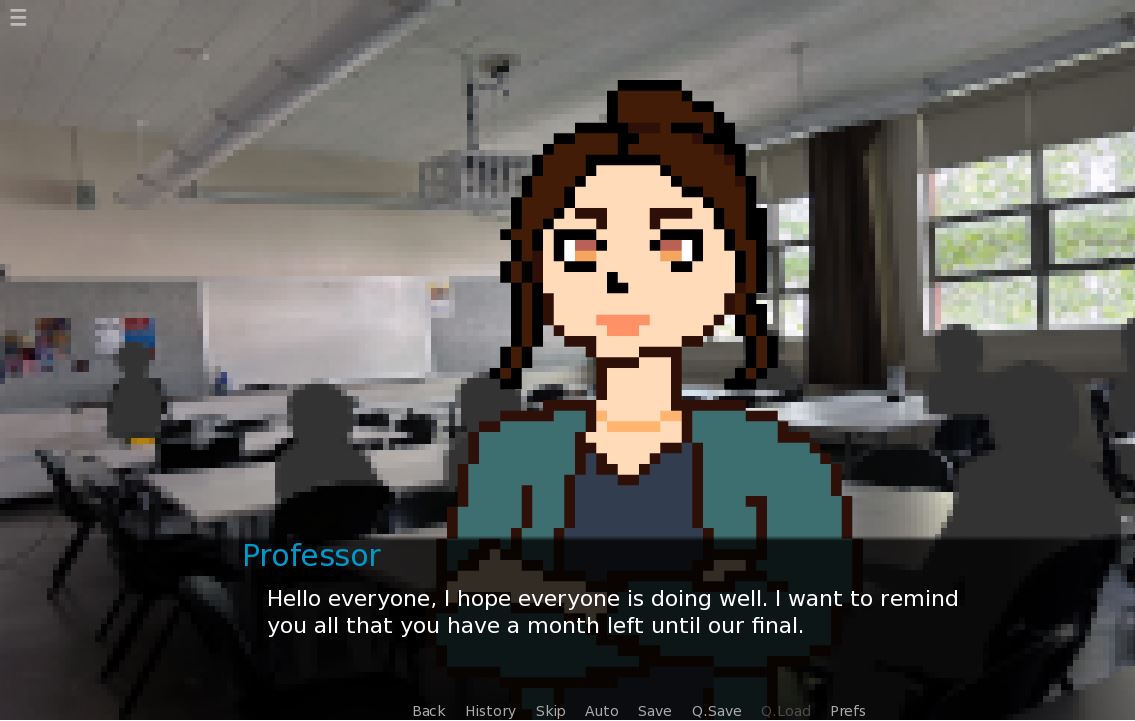 Professor
Hello everyone, I hope everyone is doing well. I want to remind
you all that you have a month left until our final.
Back History Skip Auto Save Q.Save Q.Load Prefs